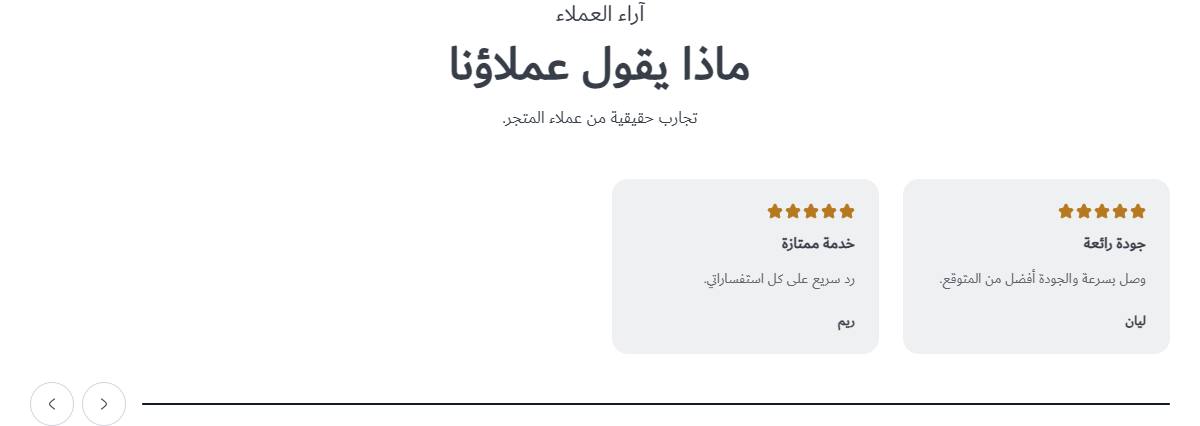 آراء العملاء
ماذا يقول عملاؤنا
تجارب حقيقية من عملاء المتجر.
جودة رائعة
وصل بسرعة والجودة أفضل من المتوقع.
ليان
خدمة ممتازة
رد سريع على كل استفساراتي.
ريم